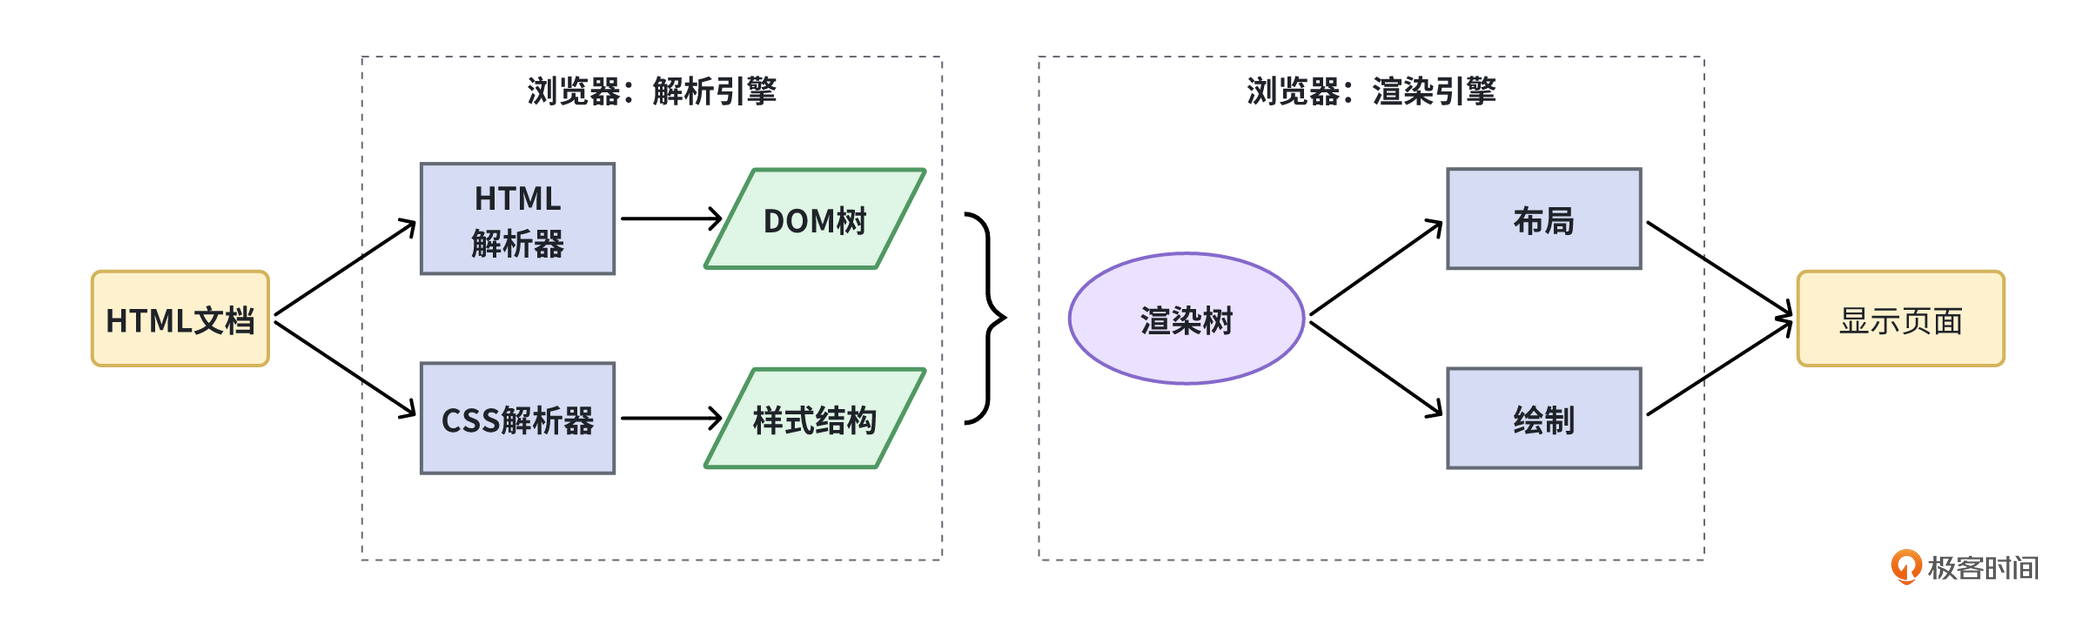 浏览器：解析引擎
浏览器：渲染引擎
HTML
解析器
DOM树
布局
HTML文档
渲染树
显示页面
CSS解析器
样式结构
绘制
极客时间